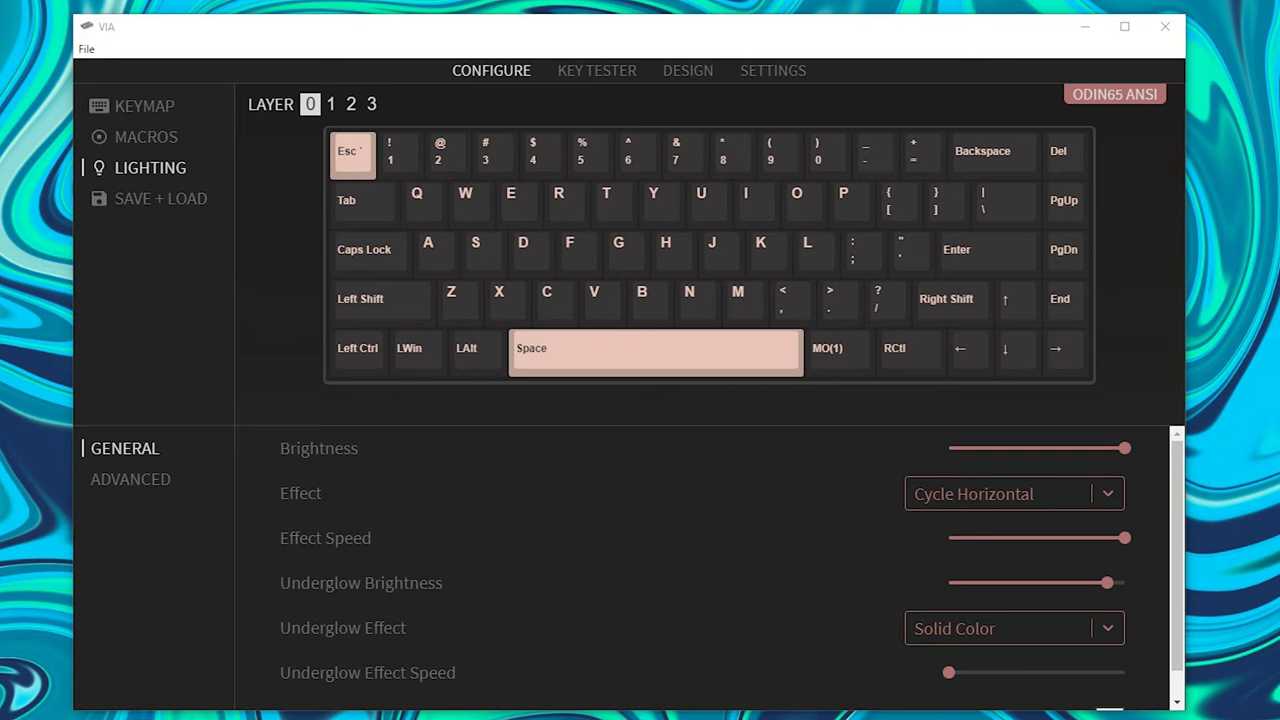 VIA
File
CONFIGURE KEY TESTER DESIGN SETTINGS
KEYMAP
MACROS
LIGHTING
SAVE + LOAD
LAYER 0 1 2 3
ODIN65 ANSI
Esc ` ! @ # $ % ^ & * ( ) _ + Backspace Del
1 2 3 4 5 6 7 8 9 0 - =
Tab Q W E R T Y U I O P { } | PgUp
[ ] \
Caps Lock A S D F G H J K L : " Enter PgDn
; '
Left Shift Z X C V B N M < > ? Right Shift ↑ End
, . /
Left Ctrl LWin LAlt Space MO(1) RCtl ← ↓ →
GENERAL
ADVANCED
Brightness
Effect Cycle Horizontal
Effect Speed
Underglow Brightness
Underglow Effect Solid Color
Underglow Effect Speed